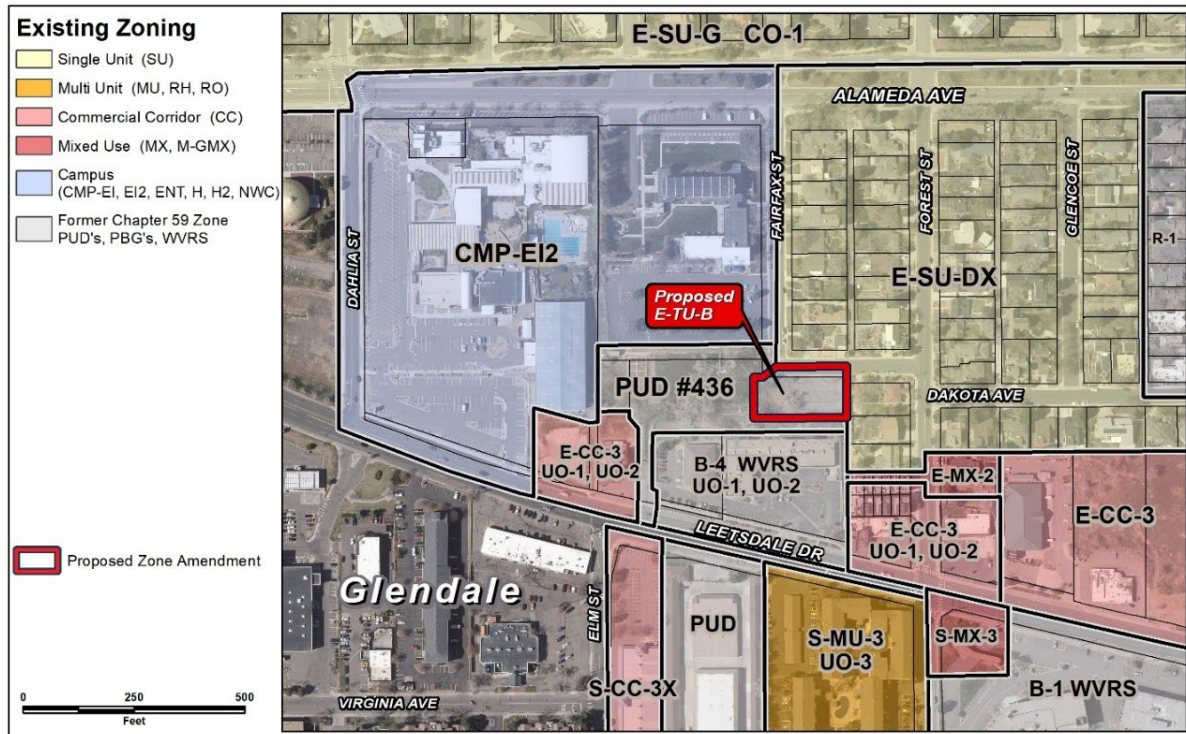 Existing Zoning
Single Unit (SU)
Multi Unit (MU, RH, RO)
Commercial Corridor (CC)
Mixed Use (MX, M-GMX)
Campus
(CMP-EI, EI2, ENT, H, H2, NWC)
Former Chapter 59 Zone
PUD's, PBG's, WVRS
Proposed Zone Amendment
0 250 500
Feet
E-SU-G CO-1
ALAMEDA AVE
DAHLIA ST
FAIRFAX ST
FOREST ST
GLENCOE ST
R-1
CMP-EI2
E-SU-DX
Proposed
E-TU-B
PUD #436
DAKOTA AVE
E-CC-3
UO-1, UO-2
B-4 WVRS
UO-1, UO-2
E-MX-2
E-CC-3
UO-1, UO-2
E-CC-3
LEETSDALE DR
Glendale
ELM ST
PUD
S-MU-3
UO-3
S-MX-3
S-CC-3X
B-1 WVRS
VIRGINIA AVE